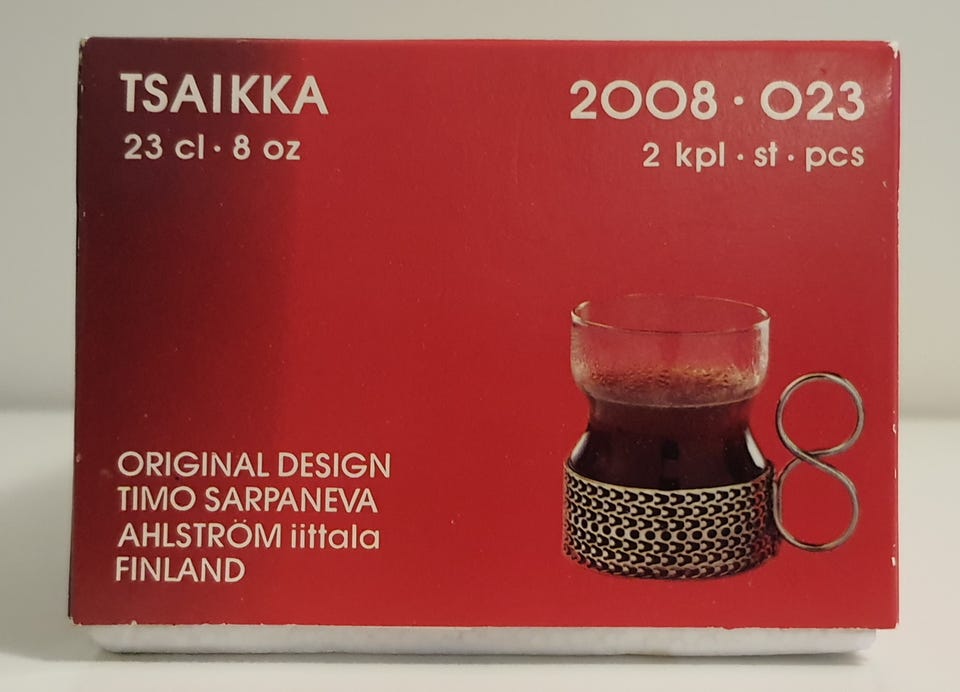 TSAIKKA
23 cl · 8 oz
2008 · 023
2 kpl · st · pcs
ORIGINAL DESIGN
TIMO SARPANEVA
AHLSTRÖM iittala
FINLAND